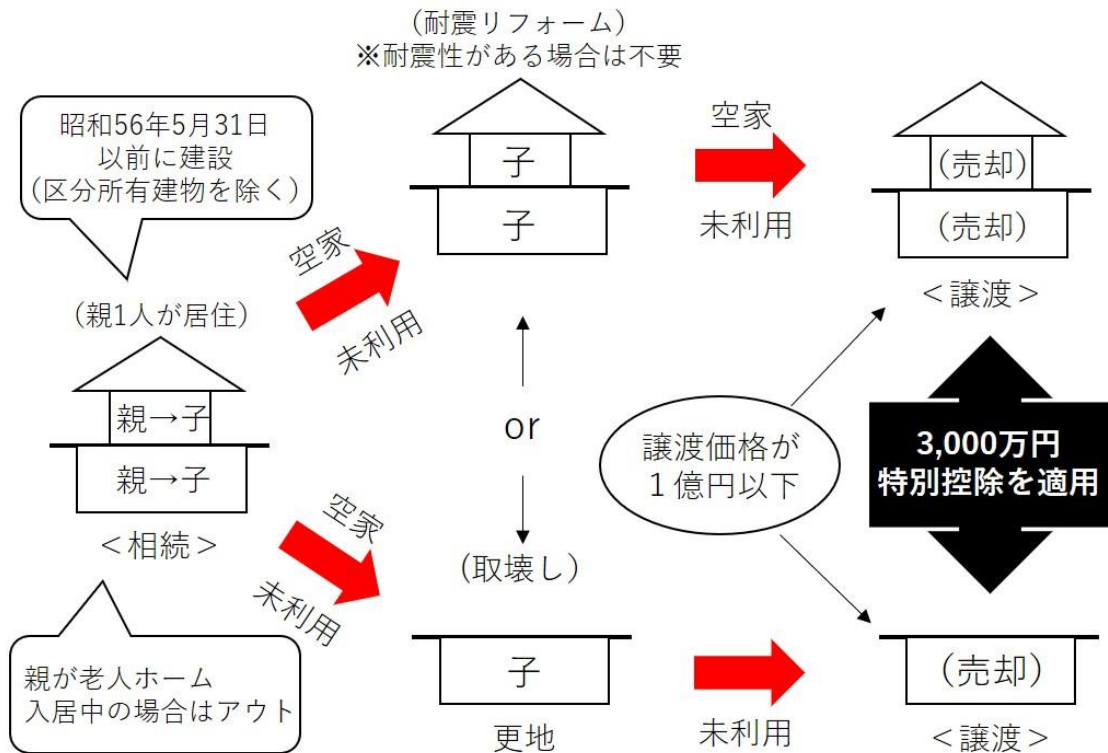 (耐震リフォーム)
※耐震性がある場合は不要
昭和56年5月31日
以前に建設
(区分所有建物を除く)
(親1人が居住)
親→子
親→子
<相続>
親が老人ホーム
入居中の場合はアウト
空家
未利用
空家
未利用
子
子
or
(取壊し)
子
更地
空家
未利用
未利用
譲渡価格が
1億円以下
(売却)
(売却)
<譲渡>
3,000万円
特別控除を適用
(売却)
<譲渡>